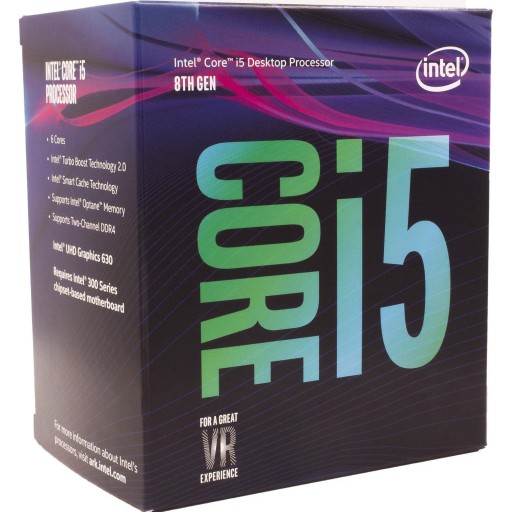 INTEL® CORE™ i5
PROCESSOR
• 6 Cores
• Intel® Turbo Boost Technology 2.0
• Intel® Smart Cache Technology
• Supports Intel® Optane™ Memory
• Supports Two-Channel DDR4
Intel® UHD Graphics 630
Requires Intel® 300 Series
chipset-based motherboard
For more information about Intel's
processors, visit ark.intel.com
Intel® Core™ i5 Desktop Processor
8TH GEN
intel®
CORE i5
FOR A GREAT
VR
EXPERIENCE